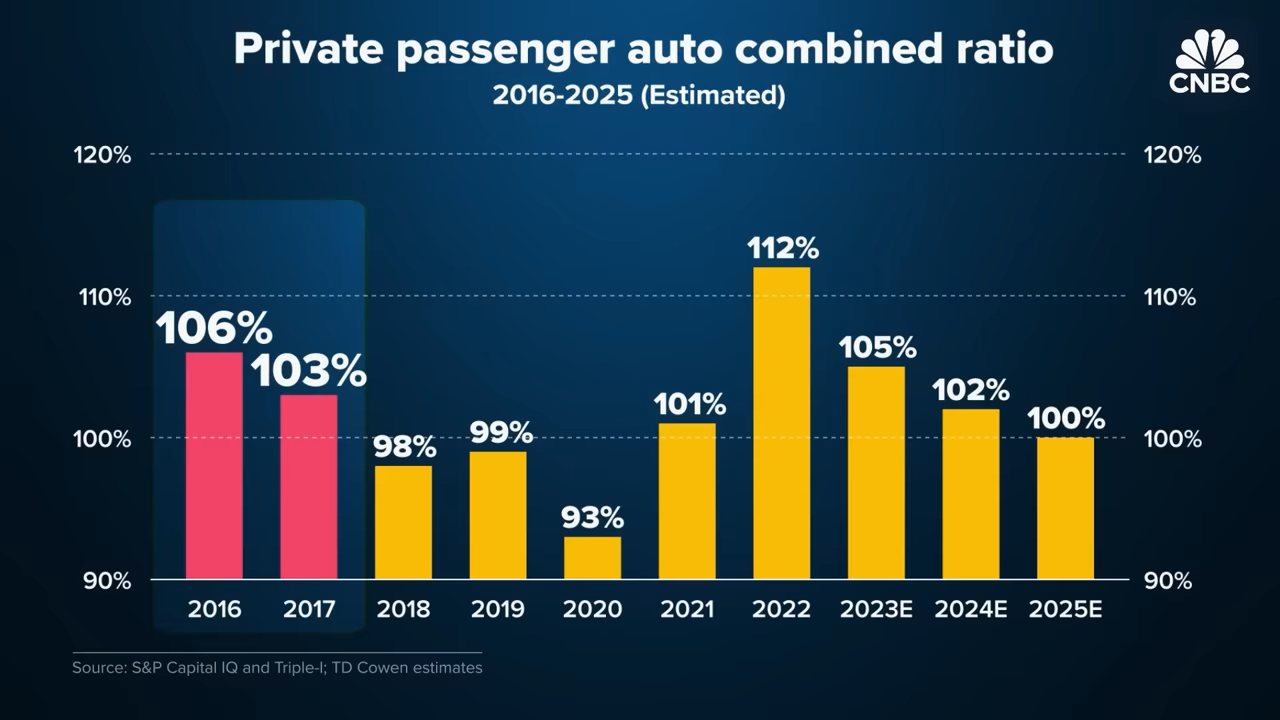 Private passenger auto combined ratio
CNBC
2016-2025 (Estimated)
120% 120%
112%
110% 110%
106%
105%
103%
102%
101%
100%
99%
98%
100% 100%
93%
90% 90%
2016 2017 2018 2019 2020 2021 2022 2023E 2024E 2025E
Source: S&P Capital IQ and Triple-I; TD Cowen estimates